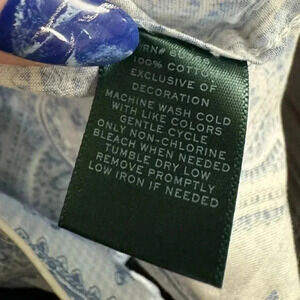 100% COTTON
EXCLUSIVE OF
DECORATION
MACHINE WASH COLD
WITH LIKE COLORS
GENTLE CYCLE
ONLY NON-CHLORINE
BLEACH WHEN NEEDED
TUMBLE DRY LOW
REMOVE PROMPTLY
LOW IRON IF NEEDED